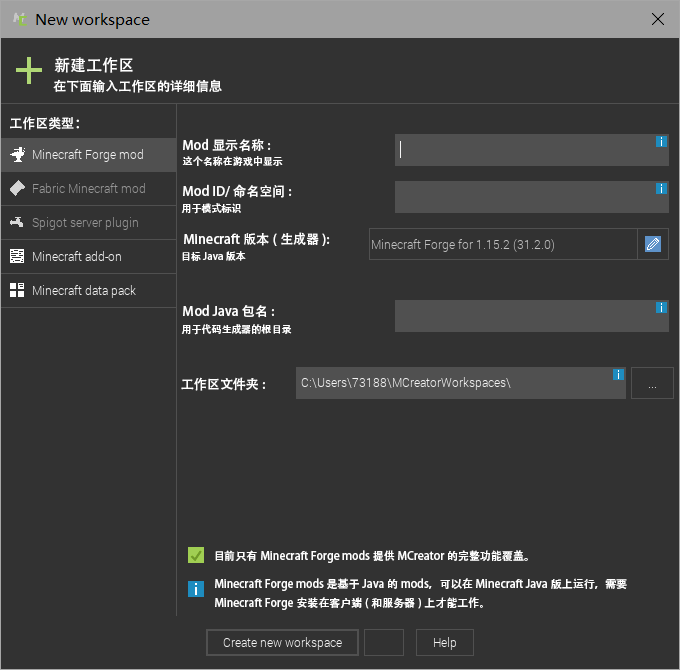 New workspace
新建工作区
在下面输入工作区的详细信息
工作区类型：
Minecraft Forge mod
Fabric Minecraft mod
Spigot server plugin
Minecraft add-on
Minecraft data pack
Mod 显示名称：
这个名称在游戏中显示
Mod ID/ 命名空间：
用于模式标识
Minecraft 版本 ( 生成器 ):
目标 Java 版本
Minecraft Forge for 1.15.2 (31.2.0)
Mod Java 包名：
用于代码生成器的根目录
工作区文件夹：
C:\Users\73188\MCreatorWorkspaces\
...
目前只有 Minecraft Forge mods 提供 MCreator 的完整功能覆盖。
Minecraft Forge mods 是基于 Java 的 mods，可以在 Minecraft Java 版上运行，需要
Minecraft Forge 安装在客户端 ( 和服务器 ) 上才能工作。
Create new workspace
Help